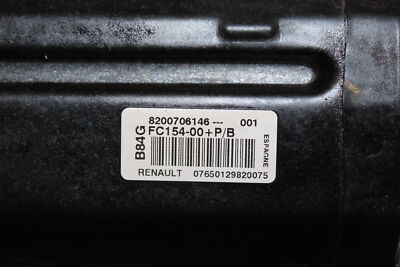 8200706146 --- 001
B84G
FC154-00+P/B
ESPAGNE
RENAULT 07650129820075